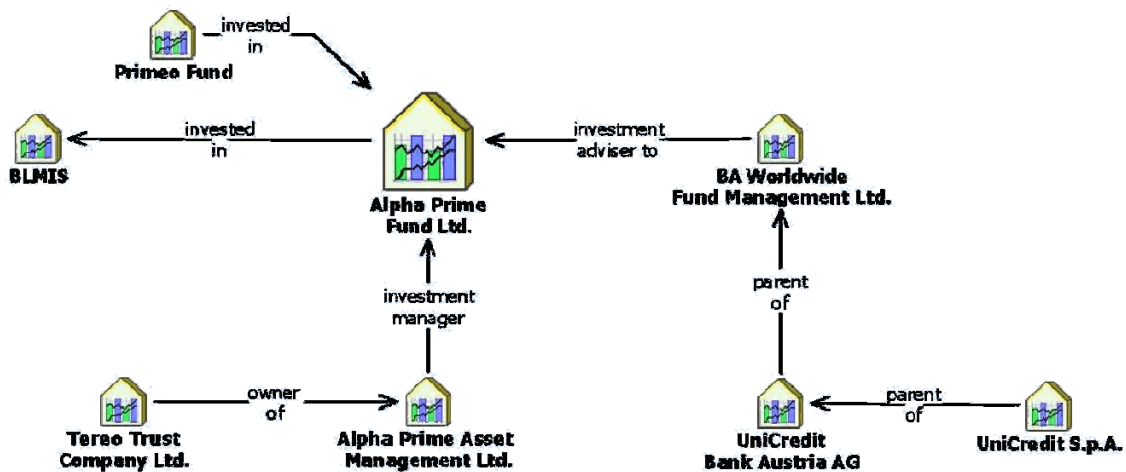 invested
in
Primeo Fund
invested
in
BLMIS
investment
adviser to
Alpha Prime
Fund Ltd.
BA Worldwide
Fund Management Ltd.
investment
manager
parent
of
owner
of
Tereo Trust
Company Ltd.
Alpha Prime Asset
Management Ltd.
UniCredit
Bank Austria AG
parent
of
UniCredit S.p.A.